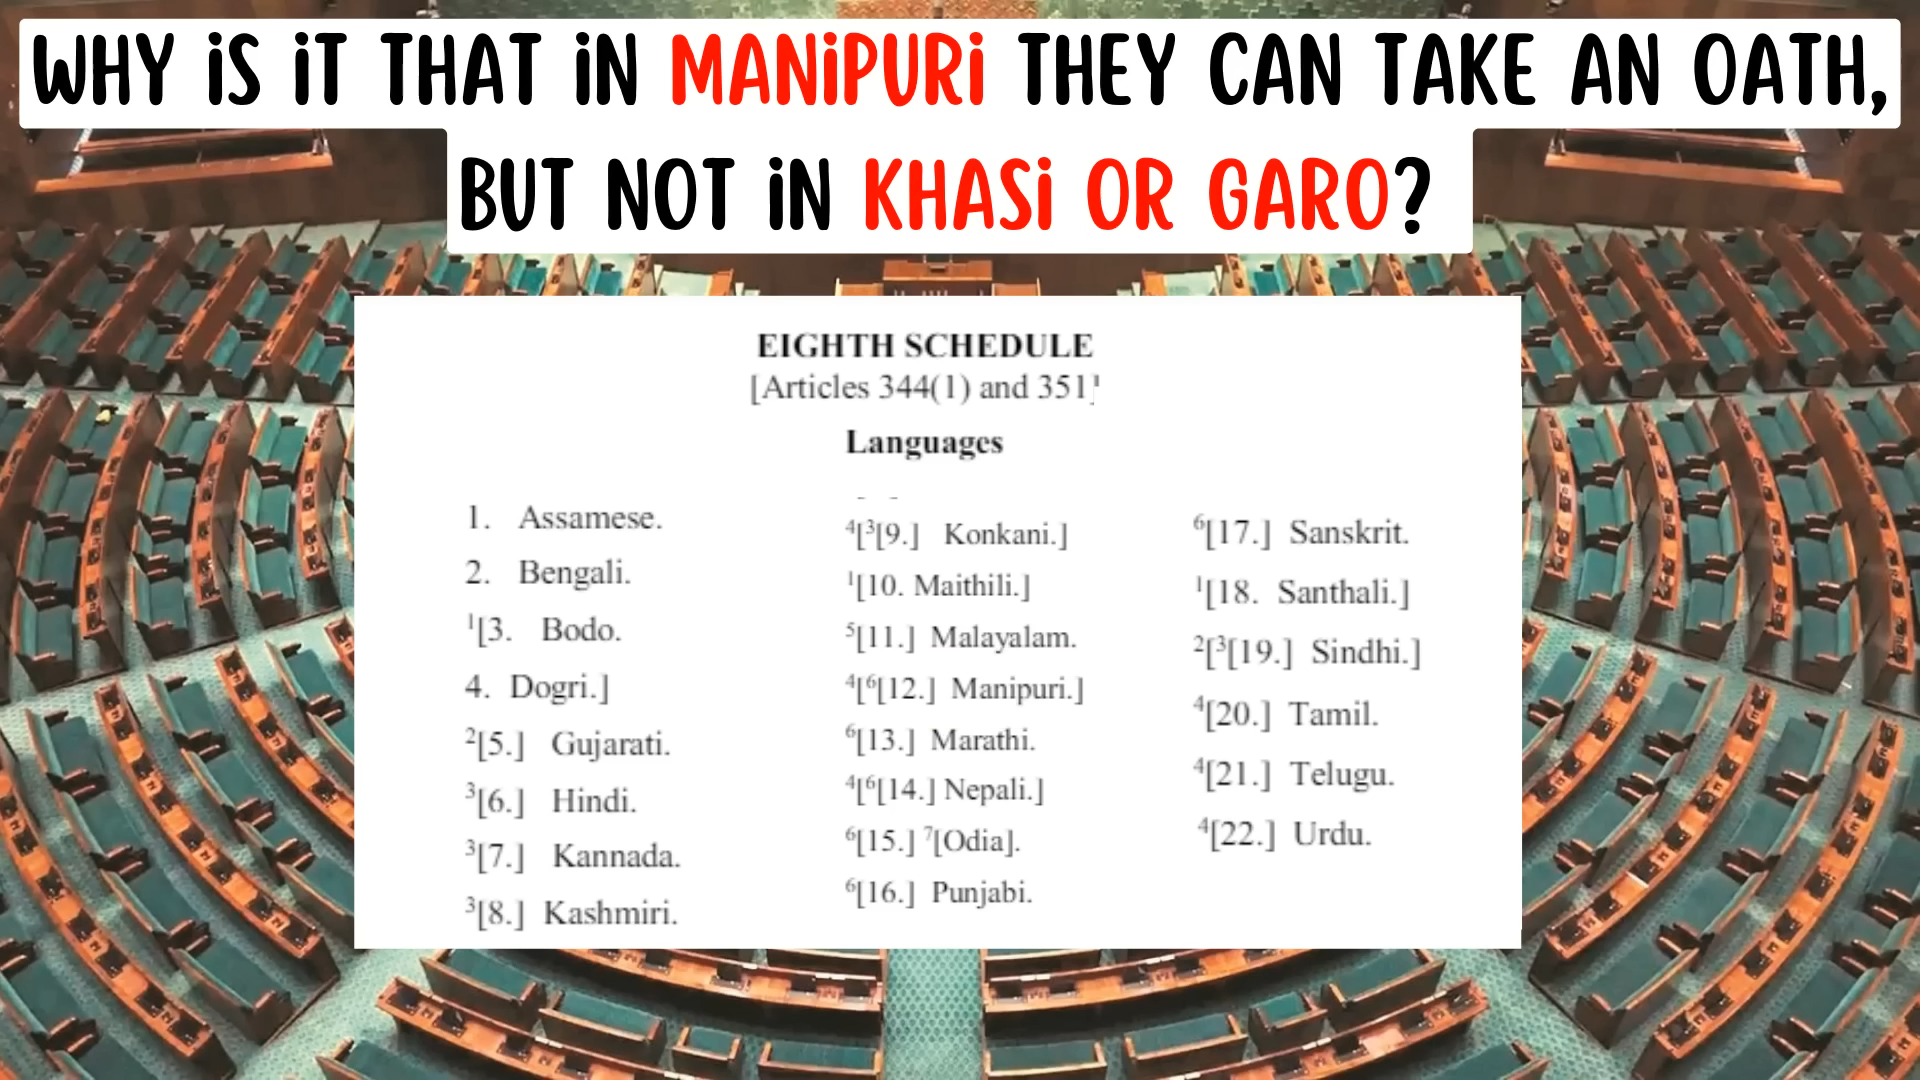 WHY iS iT THAT iN MANiPURi THEY CAN TAKE AN OATH,
BUT NOT iN KHASi OR GARO?
EIGHTH SCHEDULE
[Articles 344(1) and 351]
Languages
1. Assamese.
2. Bengali.
¹[3. Bodo.
4. Dogri.]
²[5.] Gujarati.
³[6.] Hindi.
³[7.] Kannada.
³[8.] Kashmiri.
⁴[³[9.] Konkani.]
¹[10. Maithili.]
⁵[11.] Malayalam.
⁴[⁶[12.] Manipuri.]
⁶[13.] Marathi.
⁴[⁶[14.] Nepali.]
⁶[15.] ⁷[Odia].
⁶[16.] Punjabi.
⁶[17.] Sanskrit.
¹[18. Santhali.]
²[³[19.] Sindhi.]
⁴[20.] Tamil.
⁴[21.] Telugu.
⁴[22.] Urdu.